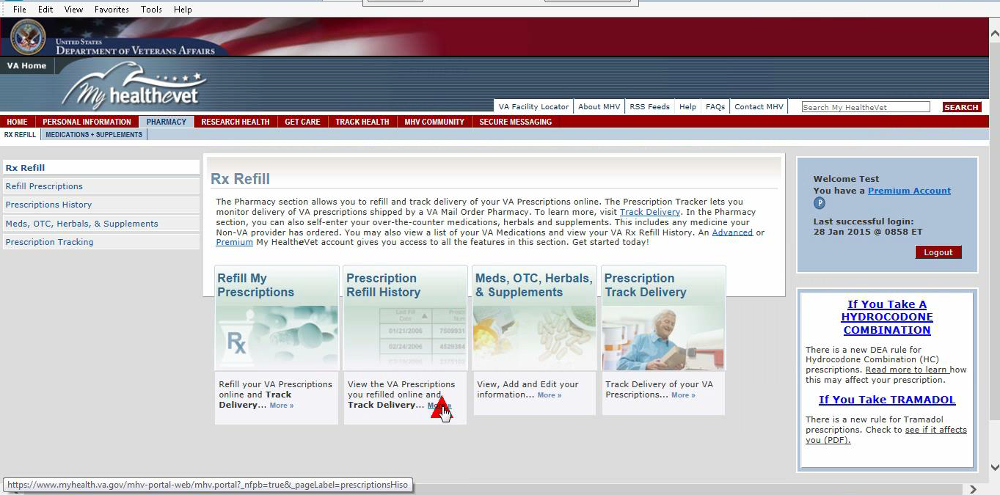 File Edit View Favorites Tools Help
UNITED STATES
DEPARTMENT OF VETERANS AFFAIRS
VA Home
My healthevet
VA Facility Locator About MHV RSS Feeds Help FAQs Contact MHV Search My HealtheVet SEARCH
HOME PERSONAL INFORMATION PHARMACY RESEARCH HEALTH GET CARE TRACK HEALTH MHV COMMUNITY SECURE MESSAGING
RX REFILL MEDICATIONS + SUPPLEMENTS
Rx Refill
Refill Prescriptions
Prescriptions History
Meds, OTC, Herbals, & Supplements
Prescription Tracking
Rx Refill
The Pharmacy section allows you to refill and track delivery of your VA Prescriptions online. The Prescription Tracker lets you
monitor delivery of VA prescriptions shipped by a VA Mail Order Pharmacy. To learn more, visit Track Delivery. In the Pharmacy
section, you can also self-enter your over-the-counter medications, herbals and supplements. This includes any medicine your
Non-VA provider has ordered. You may also view a list of your VA Medications and view your VA Rx Refill History. An Advanced or
Premium My HealtheVet account gives you access to all the features in this section. Get started today!
Refill My
Prescriptions
Rx
Refill your VA Prescriptions
online and Track
Delivery... More »
Prescription
Refill History
Last Fill
Date
01/21/2006 7509931
02/24/2006 4529384
View the VA Prescriptions
you refilled online and
Track Delivery... More »
Meds, OTC, Herbals,
& Supplements
View, Add and Edit your
information... More »
Prescription
Track Delivery
Track Delivery of your VA
Prescriptions... More »
Welcome Test
You have a Premium Account
P
Last successful login:
28 Jan 2015 @ 0858 ET
Logout
If You Take A
HYDROCODONE
COMBINATION
There is a new DEA rule for
Hydrocodone Combination (HC)
prescriptions. Read more to learn how
this may affect your prescription.
If You Take TRAMADOL
There is a new rule for Tramadol
prescriptions. Check to see if it affects
you (PDF).
https://www.myhealth.va.gov/mhv-portal-web/mhv.portal?_nfpb=true&_pageLabel=prescriptionsHiso